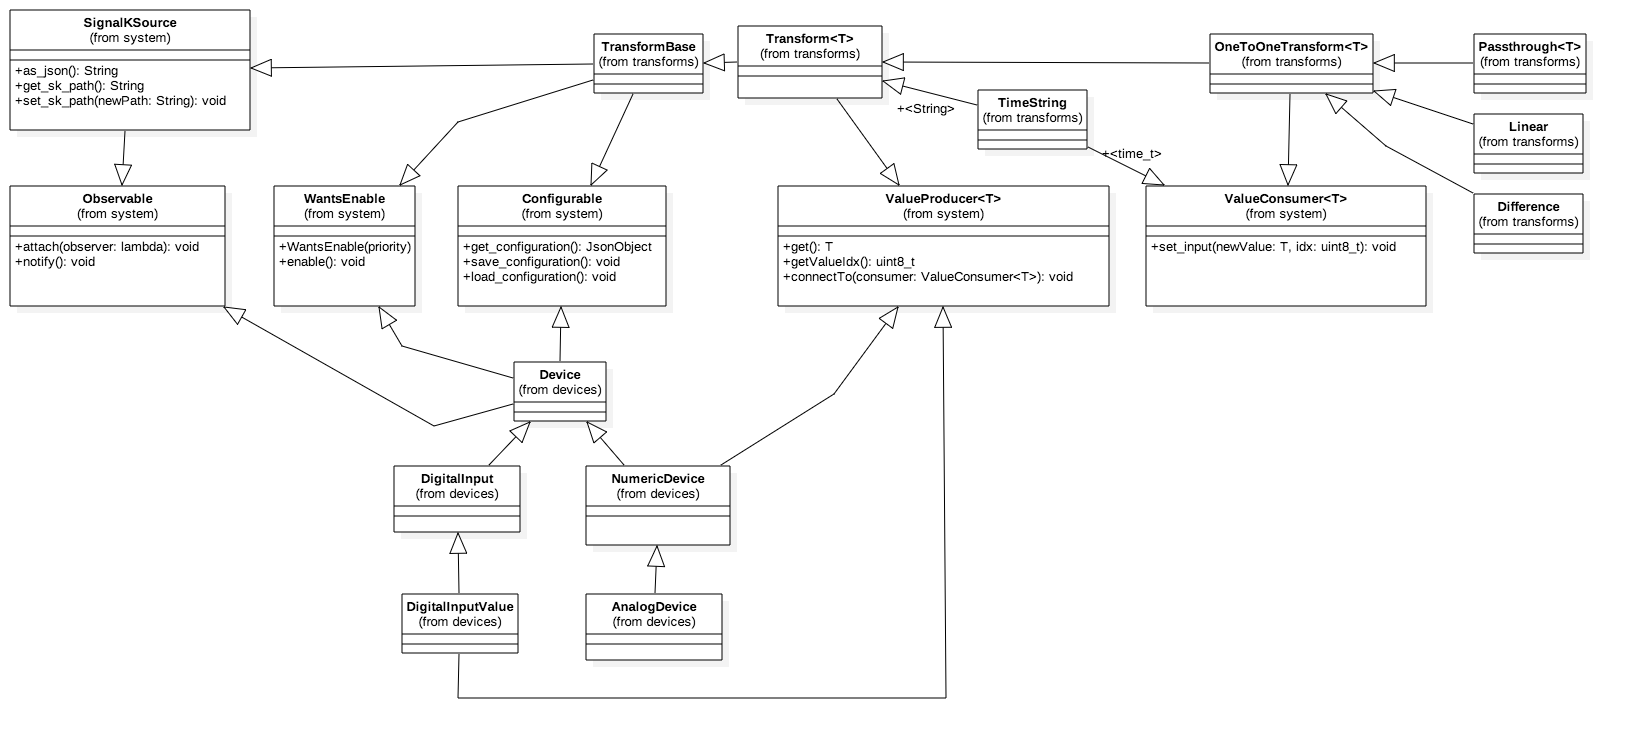 SignalKSource
(from system)
+as_json(): String
+get_sk_path(): String
+set_sk_path(newPath: String): void
TransformBase
(from transforms)
Transform<T>
(from transforms)
+<String>
TimeString
(from transforms)
+<time_t>
OneToOneTransform<T>
(from transforms)
Passthrough<T>
(from transforms)
Linear
(from transforms)
Difference
(from transforms)
Observable
(from system)
+attach(observer: lambda): void
+notify(): void
WantsEnable
(from system)
+WantsEnable(priority)
+enable(): void
Configurable
(from system)
+get_configuration(): JsonObject
+save_configuration(): void
+load_configuration(): void
ValueProducer<T>
(from system)
+get(): T
+getValueIdx(): uint8_t
+connectTo(consumer: ValueConsumer<T>): void
ValueConsumer<T>
(from system)
+set_input(newValue: T, idx: uint8_t): void
Device
(from devices)
DigitalInput
(from devices)
NumericDevice
(from devices)
DigitalInputValue
(from devices)
AnalogDevice
(from devices)